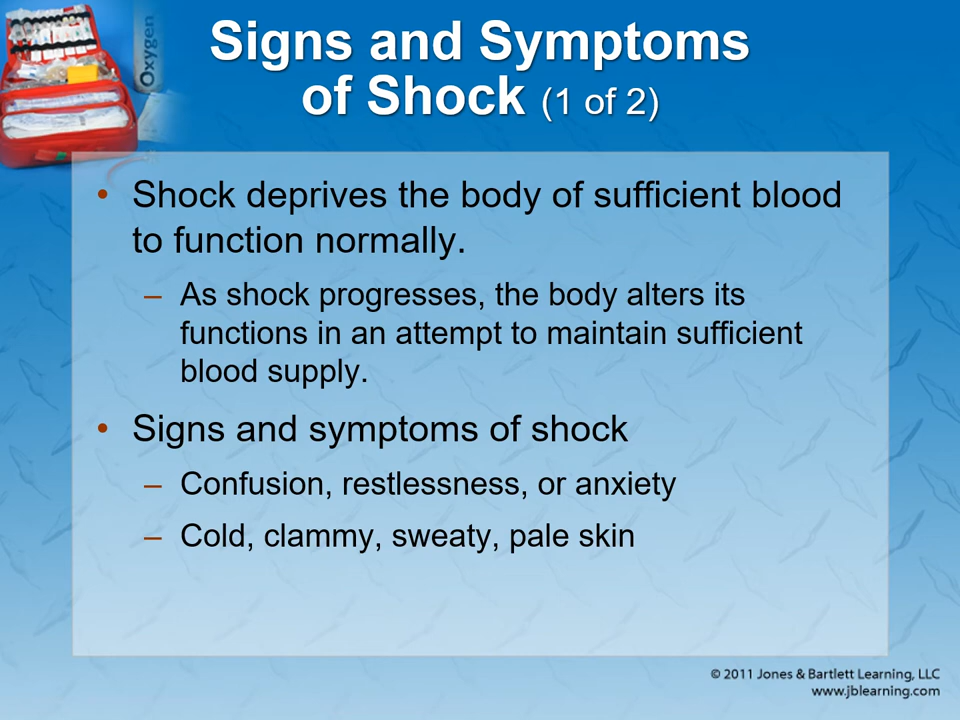 Oxygen
Signs and Symptoms
of Shock (1 of 2)
• Shock deprives the body of sufficient blood
to function normally.
– As shock progresses, the body alters its
functions in an attempt to maintain sufficient
blood supply.
• Signs and symptoms of shock
– Confusion, restlessness, or anxiety
– Cold, clammy, sweaty, pale skin
© 2011 Jones & Bartlett Learning, LLC
www.jblearning.com